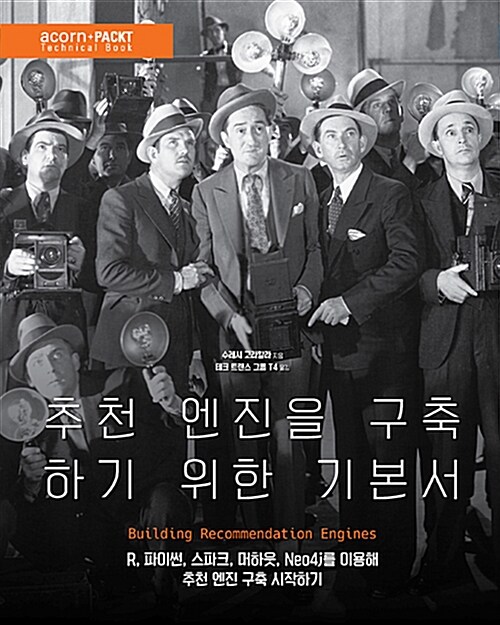 acorn+PACKT
Technical Book
수레시 고라칼라 지음
테크 트랜스 그룹 T4 옮김
추천 엔진을 구축
하기 위한 기본서
Building Recommendation Engines
R, 파이썬, 스파크, 머하웃, Neo4j를 이용해
추천 엔진 구축 시작하기